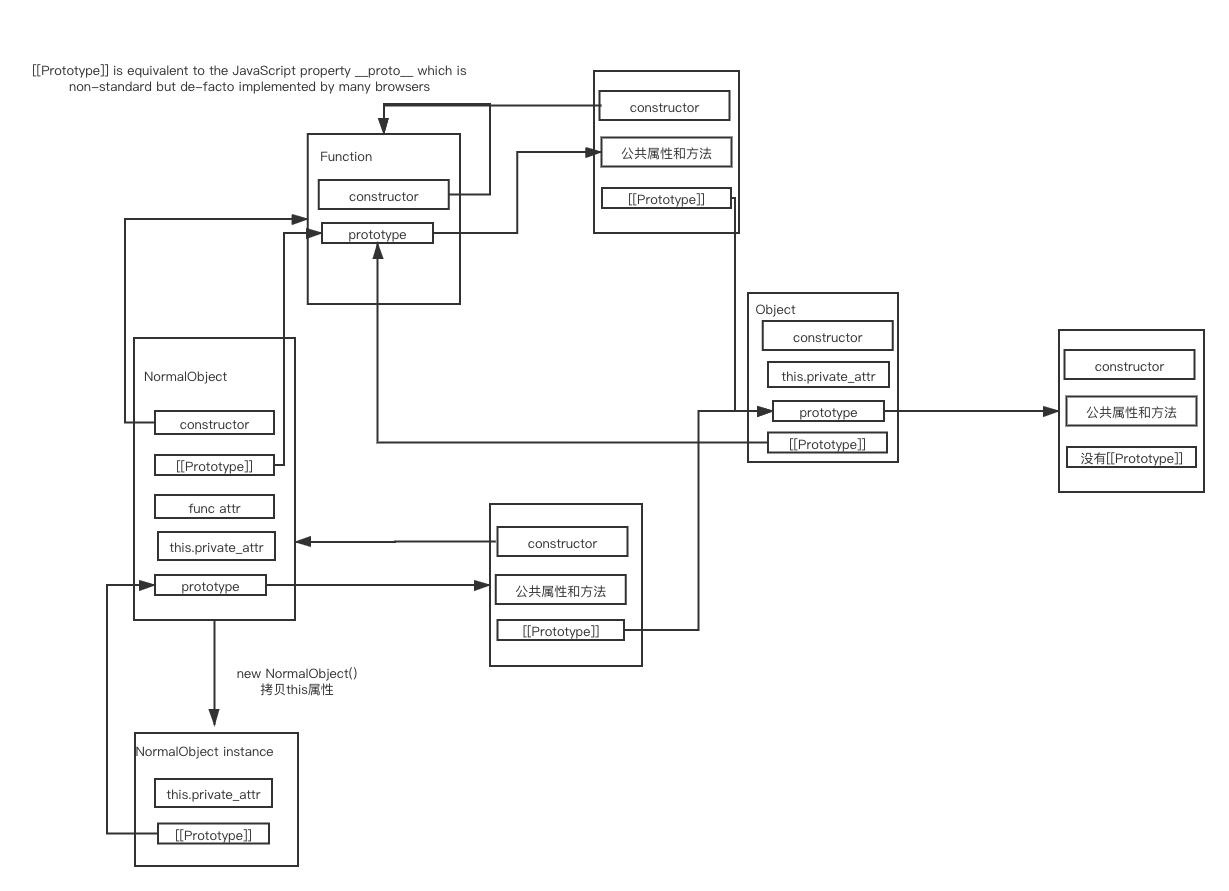 [[Prototype]] is equivalent to the JavaScript property __proto__ which is
non-standard but de-facto implemented by many browsers
Function
constructor
prototype
constructor
公共属性和方法
[[Prototype]]
Object
constructor
this.private_attr
prototype
[[Prototype]]
constructor
公共属性和方法
没有[[Prototype]]
NormalObject
constructor
[[Prototype]]
func attr
this.private_attr
prototype
constructor
公共属性和方法
[[Prototype]]
new NormalObject()
拷贝this属性
NormalObject instance
this.private_attr
[[Prototype]]